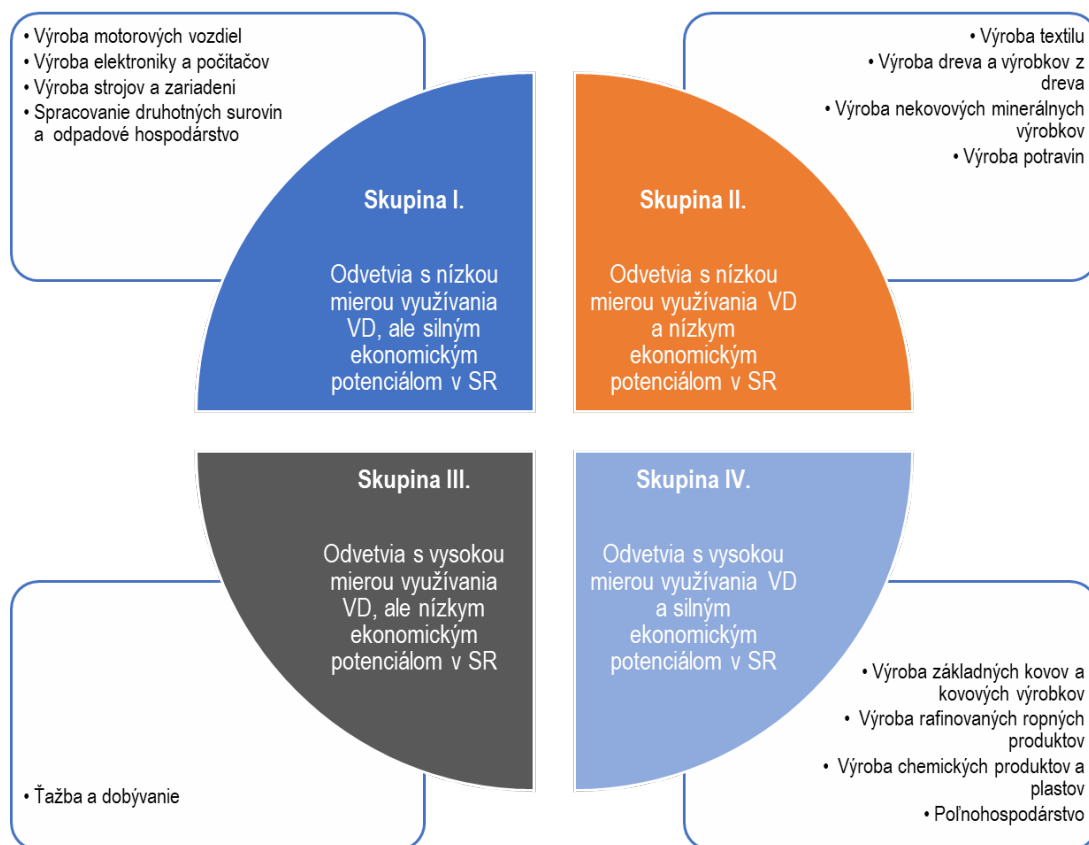 • Výroba motorových vozdiel
• Výroba elektroniky a počítačov
• Výroba strojov a zariadení
• Spracovanie druhotných surovin
a odpadové hospodárstvo
• Výroba textilu
• Výroba dreva a výrobkov z
dreva
• Výroba nekovových minerálnych
výrobkov
• Výroba potravín
Skupina I.
Odvetvia s nízkou
mierou využívania
VD, ale silným
ekonomickým
potenciálom v SR
Skupina II.
Odvetvia s nízkou
mierou využívania VD
a nízkym
ekonomickým
potenciálom v SR
Skupina III.
Odvetvia s vysokou
mierou využívania
VD, ale nízkym
ekonomickým
potenciálom v SR
Skupina IV.
Odvetvia s vysokou
mierou využívania VD
a silným
ekonomickým
potenciálom v SR
• Ťažba a dobývanie
• Výroba základných kovov a
kovových výrobkov
• Výroba rafinovaných ropných
produktov
• Výroba chemických produktov a
plastov
• Poľnohospodárstvo